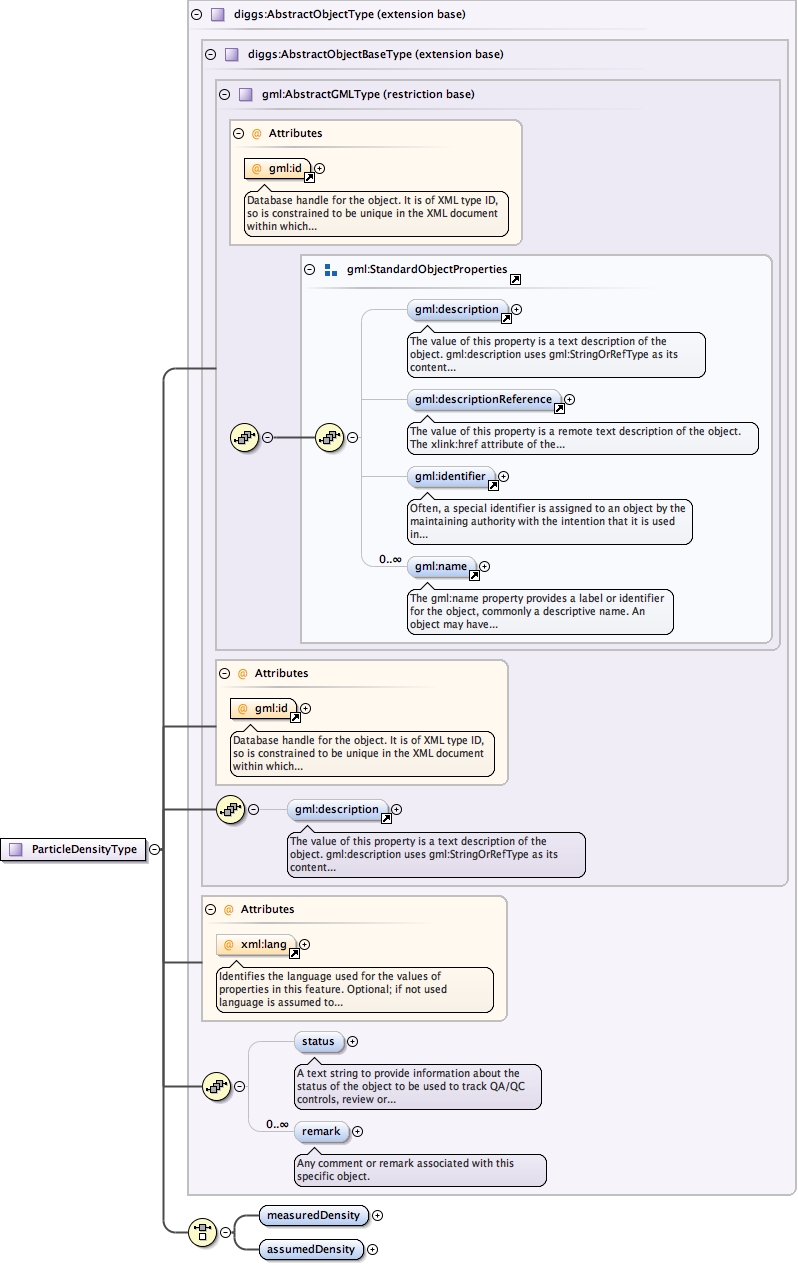 diggs:AbstractObjectType (extension base)
diggs:AbstractObjectBaseType (extension base)
gml:AbstractGMLType (restriction base)
@ Attributes
@ gml:id
Database handle for the object. It is of XML type ID,
so is constrained to be unique in the XML document
within which...
gml:StandardObjectProperties
gml:description
The value of this property is a text description of the
object. gml:description uses gml:StringOrRefType as its
content...
gml:descriptionReference
The value of this property is a remote text description of the object.
The xlink:href attribute of the...
gml:identifier
Often, a special identifier is assigned to an object by the
maintaining authority with the intention that it is used
in...
0..∞
gml:name
The gml:name property provides a label or identifier
for the object, commonly a descriptive name. An
object may have...
@ Attributes
@ gml:id
Database handle for the object. It is of XML type ID,
so is constrained to be unique in the XML document
within which...
gml:description
The value of this property is a text description of the
object. gml:description uses gml:StringOrRefType as its
content...
ParticleDensityType
@ Attributes
@ xml:lang
Identifies the language used for the values of
properties in this feature. Optional; if not used
language is assumed to...
status
A text string to provide information about the
status of the object to be used to track QA/QC
controls, review or...
0..∞
remark
Any comment or remark associated with this
specific object.
measuredDensity
assumedDensity